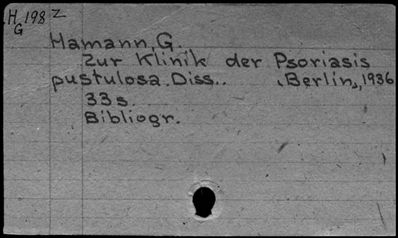 H,198 Z
G
Hamann, G.
Zur Klinik der Psoriasis
pustulosa. Diss.. (Berlin), 1936
33 s.
Bibliogr.